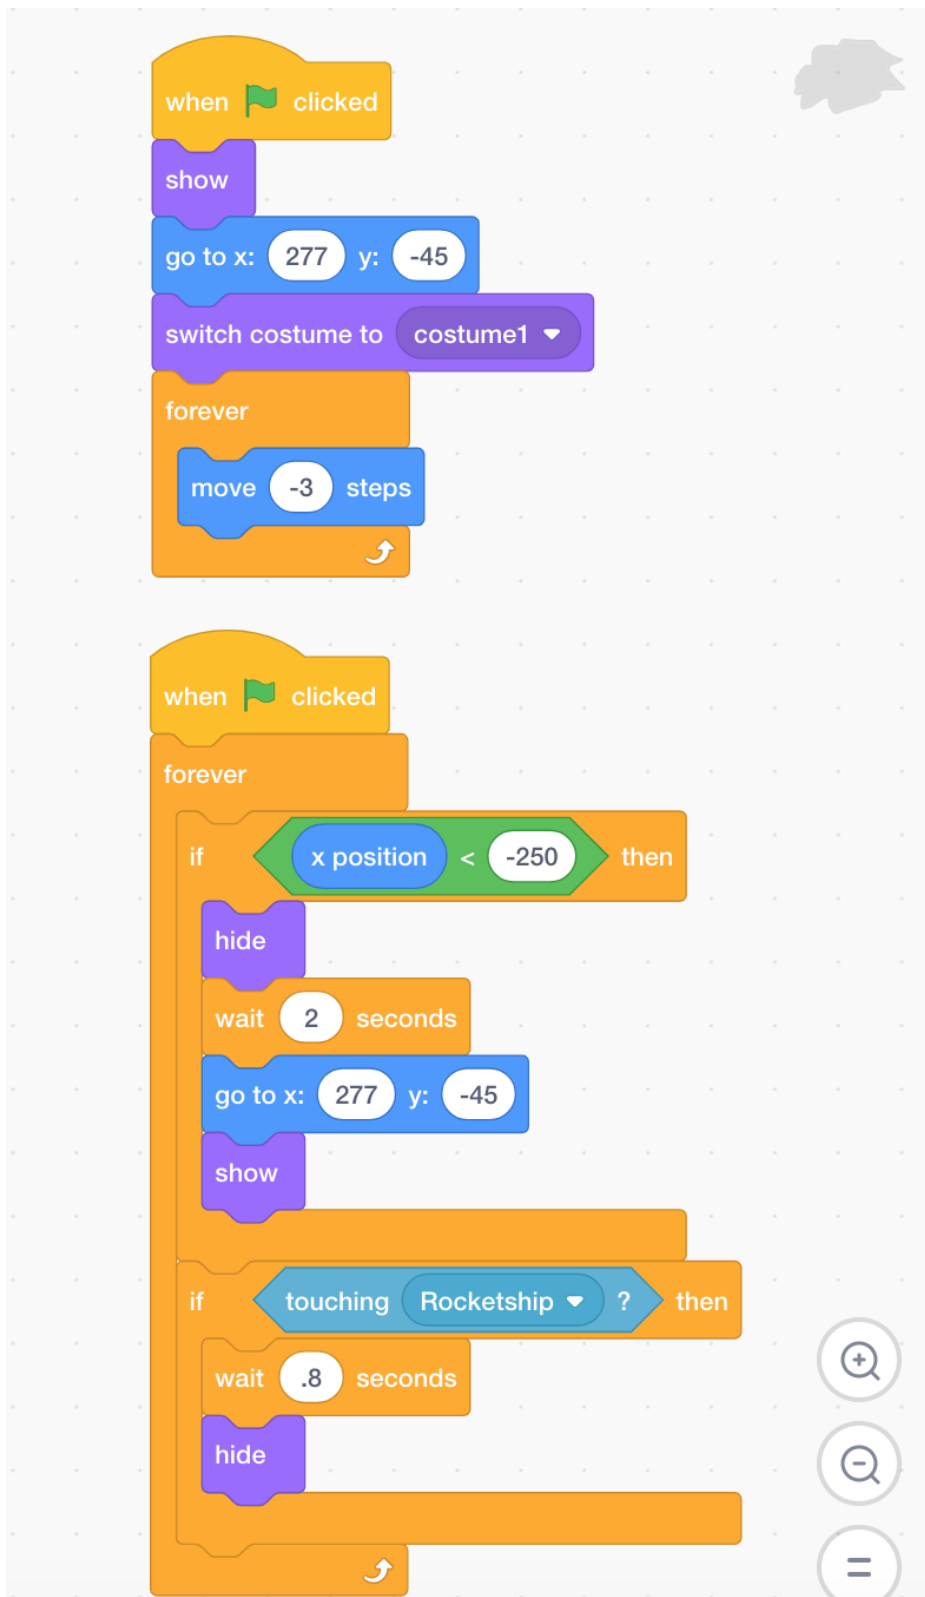 when clicked
show
go to x: 277 y: -45
switch costume to costume1
forever
move -3 steps
when clicked
forever
if x position < -250 then
hide
wait 2 seconds
go to x: 277 y: -45
show
if touching Rocketship ? then
wait .8 seconds
hide